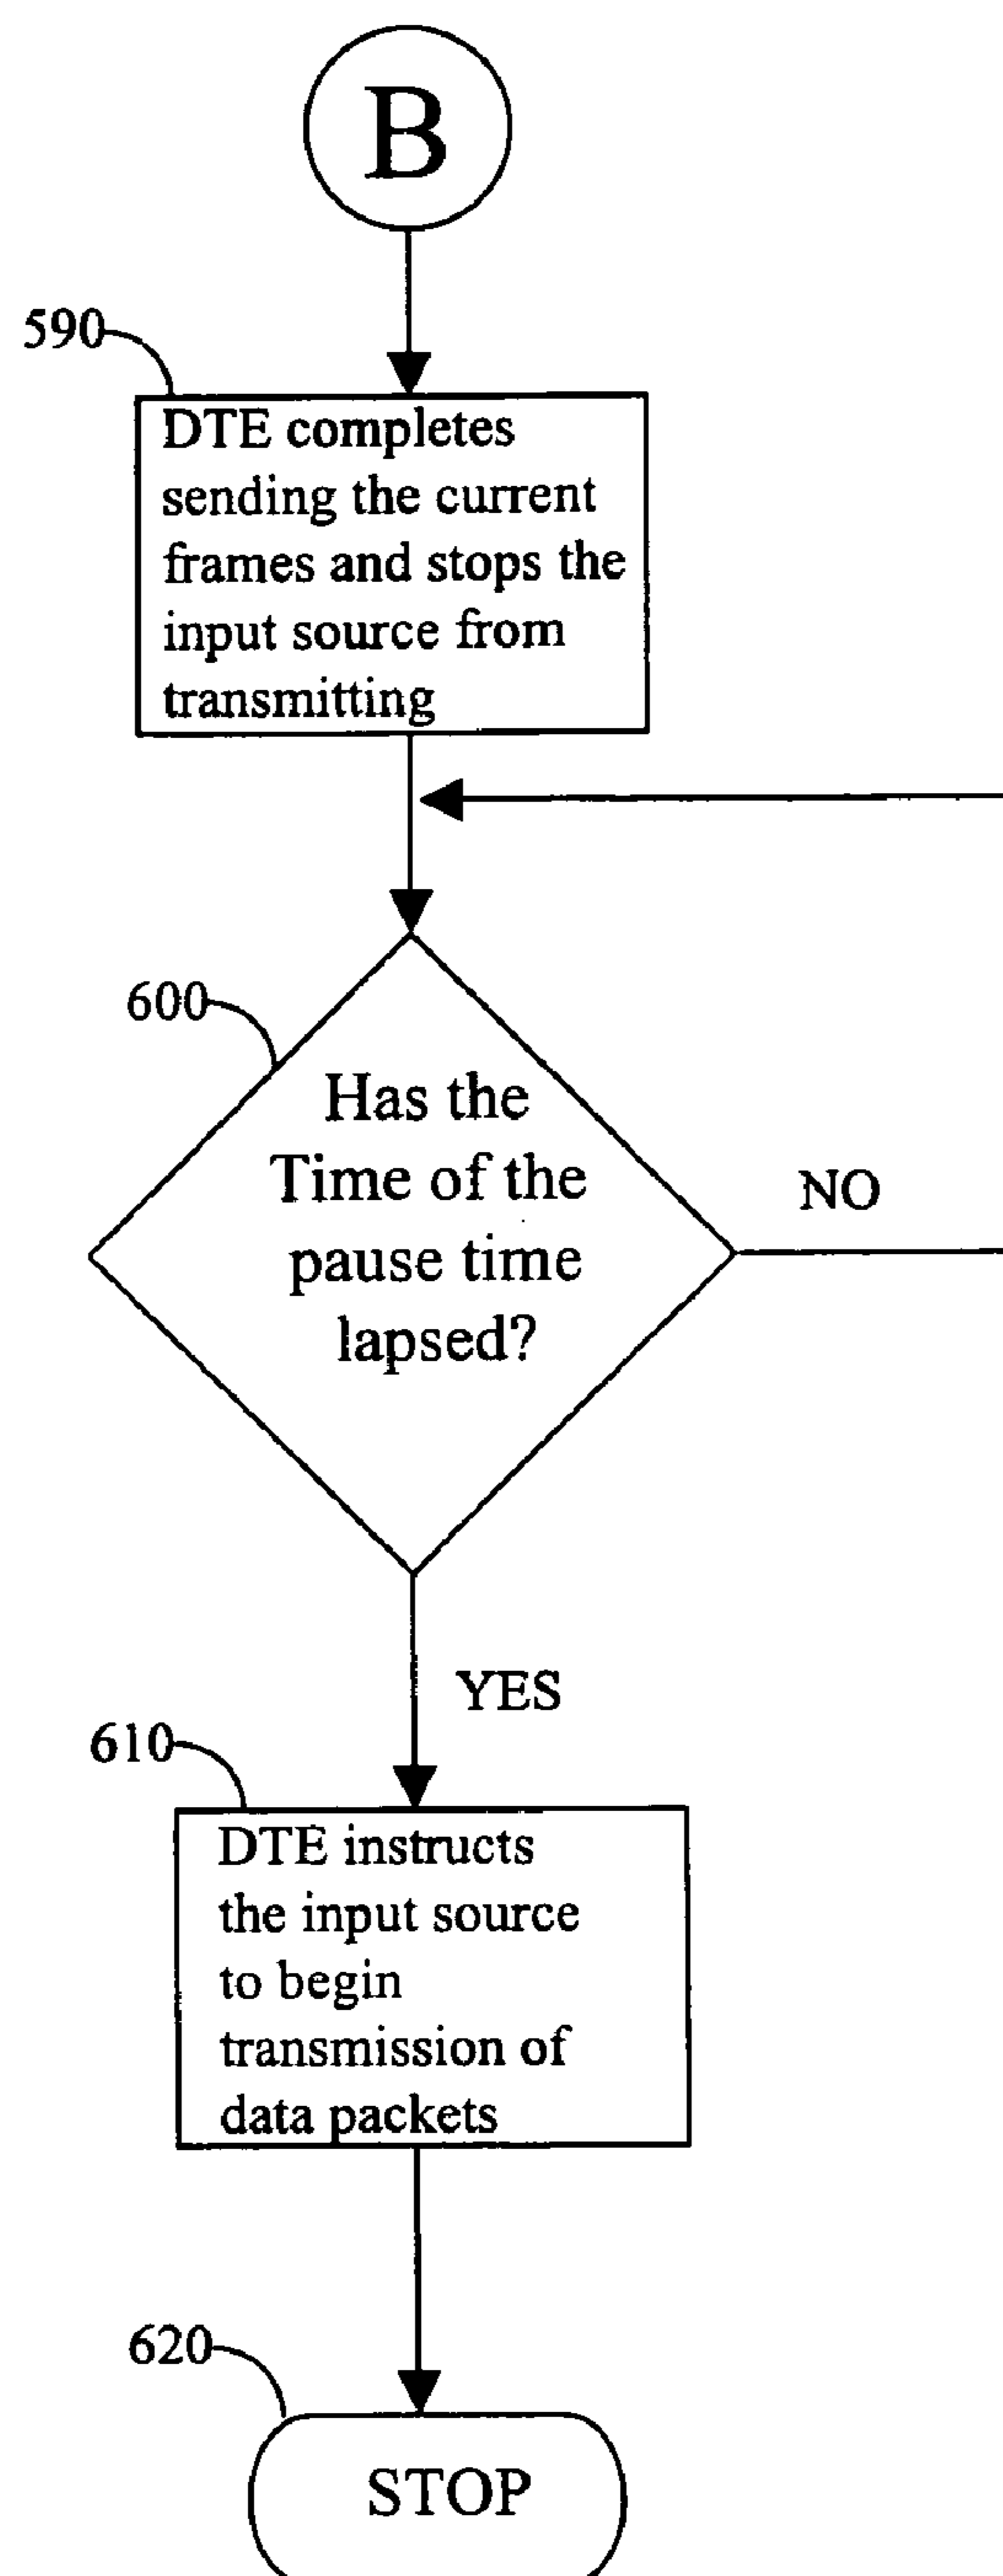 B
590
DTE completes
sending the current
frames and stops the
input source from
transmitting
600
Has the
Time of the
pause time
lapsed?
NO
YES
610
DTE instructs
the input source
to begin
transmission of
data packets
620
STOP